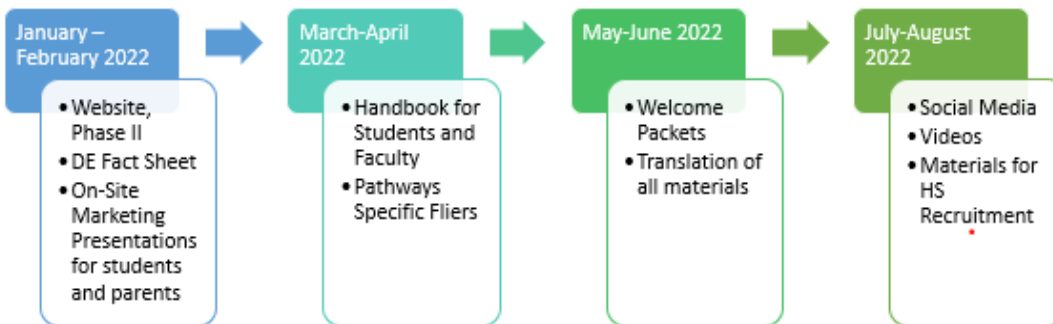 January –
February 2022
• Website,
Phase II
• DE Fact Sheet
• On-Site
Marketing
Presentations
for students
and parents
March-April
2022
• Handbook for
Students and
Faculty
• Pathways
Specific Fliers
May-June 2022
• Welcome
Packets
• Translation of
all materials
July-August
2022
• Social Media
• Videos
• Materials for
HS
Recruitment